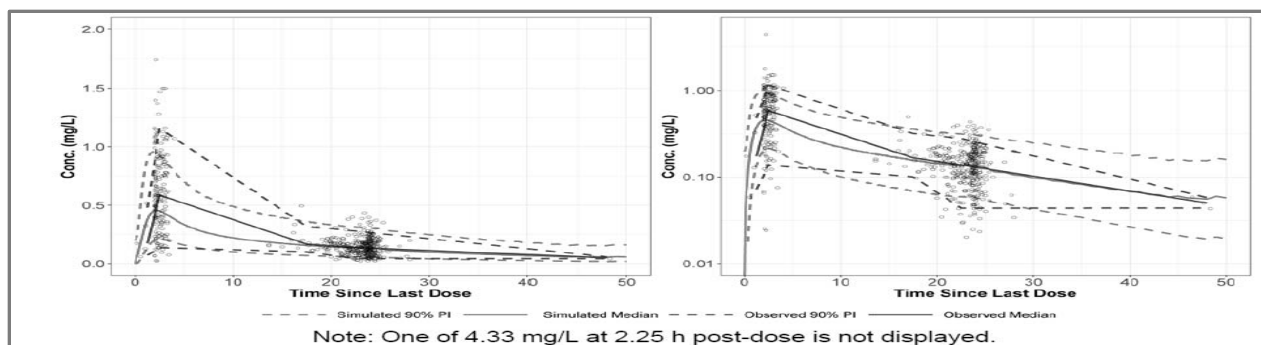 2.0
1.5
1.0
0.5
0.0
Conc. (mg/L)
0 10 20 30 40 50
Time Since Last Dose
1.00
0.10
0.01
Conc. (mg/L)
0 10 20 30 40 50
Time Since Last Dose
Simulated 90% PI Simulated Median Observed 90% PI Observed Median
Note: One of 4.33 mg/L at 2.25 h post-dose is not displayed.